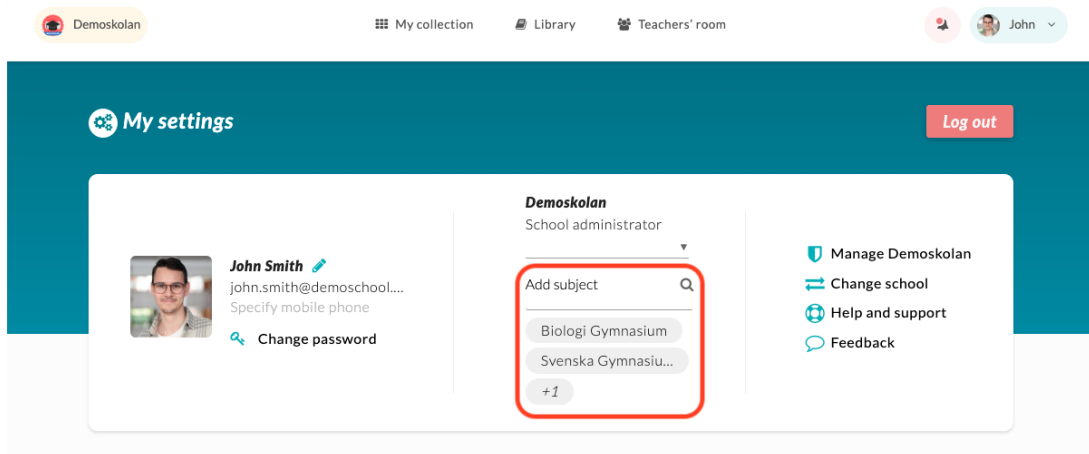 Demoskolan
My collection
Library
Teachers' room
John
My settings
Log out
John Smith
john.smith@demoschool....
Specify mobile phone
Change password
Demoskolan
School administrator
Add subject
Biologi Gymnasium
Svenska Gymnasiu...
+1
Manage Demoskolan
Change school
Help and support
Feedback